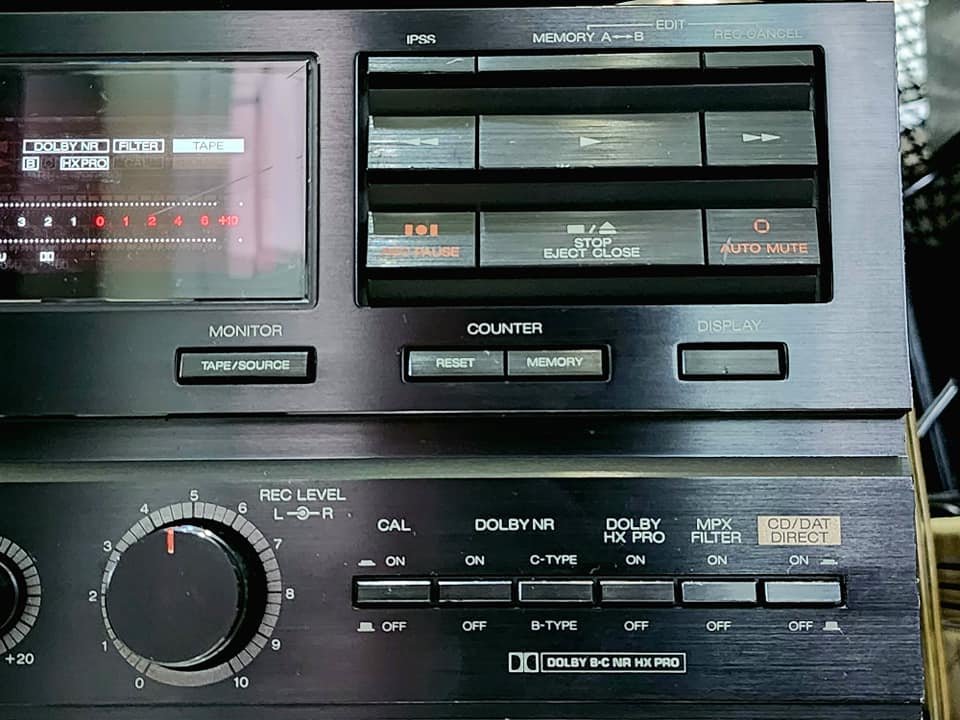 IPSS
EDIT
MEMORY A↔B
REC CANCEL
DOLBY NR FILTER TAPE
B HX PRO
3 2 1 0 1 2 4 6 +10
REC PAUSE
STOP
EJECT CLOSE
AUTO MUTE
MONITOR
TAPE/SOURCE
COUNTER
RESET
MEMORY
DISPLAY
REC LEVEL
L R
0 1 2 3 4 5 6 7 8 9 10
+20
CAL
DOLBY NR
DOLBY
HX PRO
MPX
FILTER
CD/DAT
DIRECT
ON ON C-TYPE ON ON ON
OFF OFF B-TYPE OFF OFF OFF
DOLBY B·C NR HX PRO